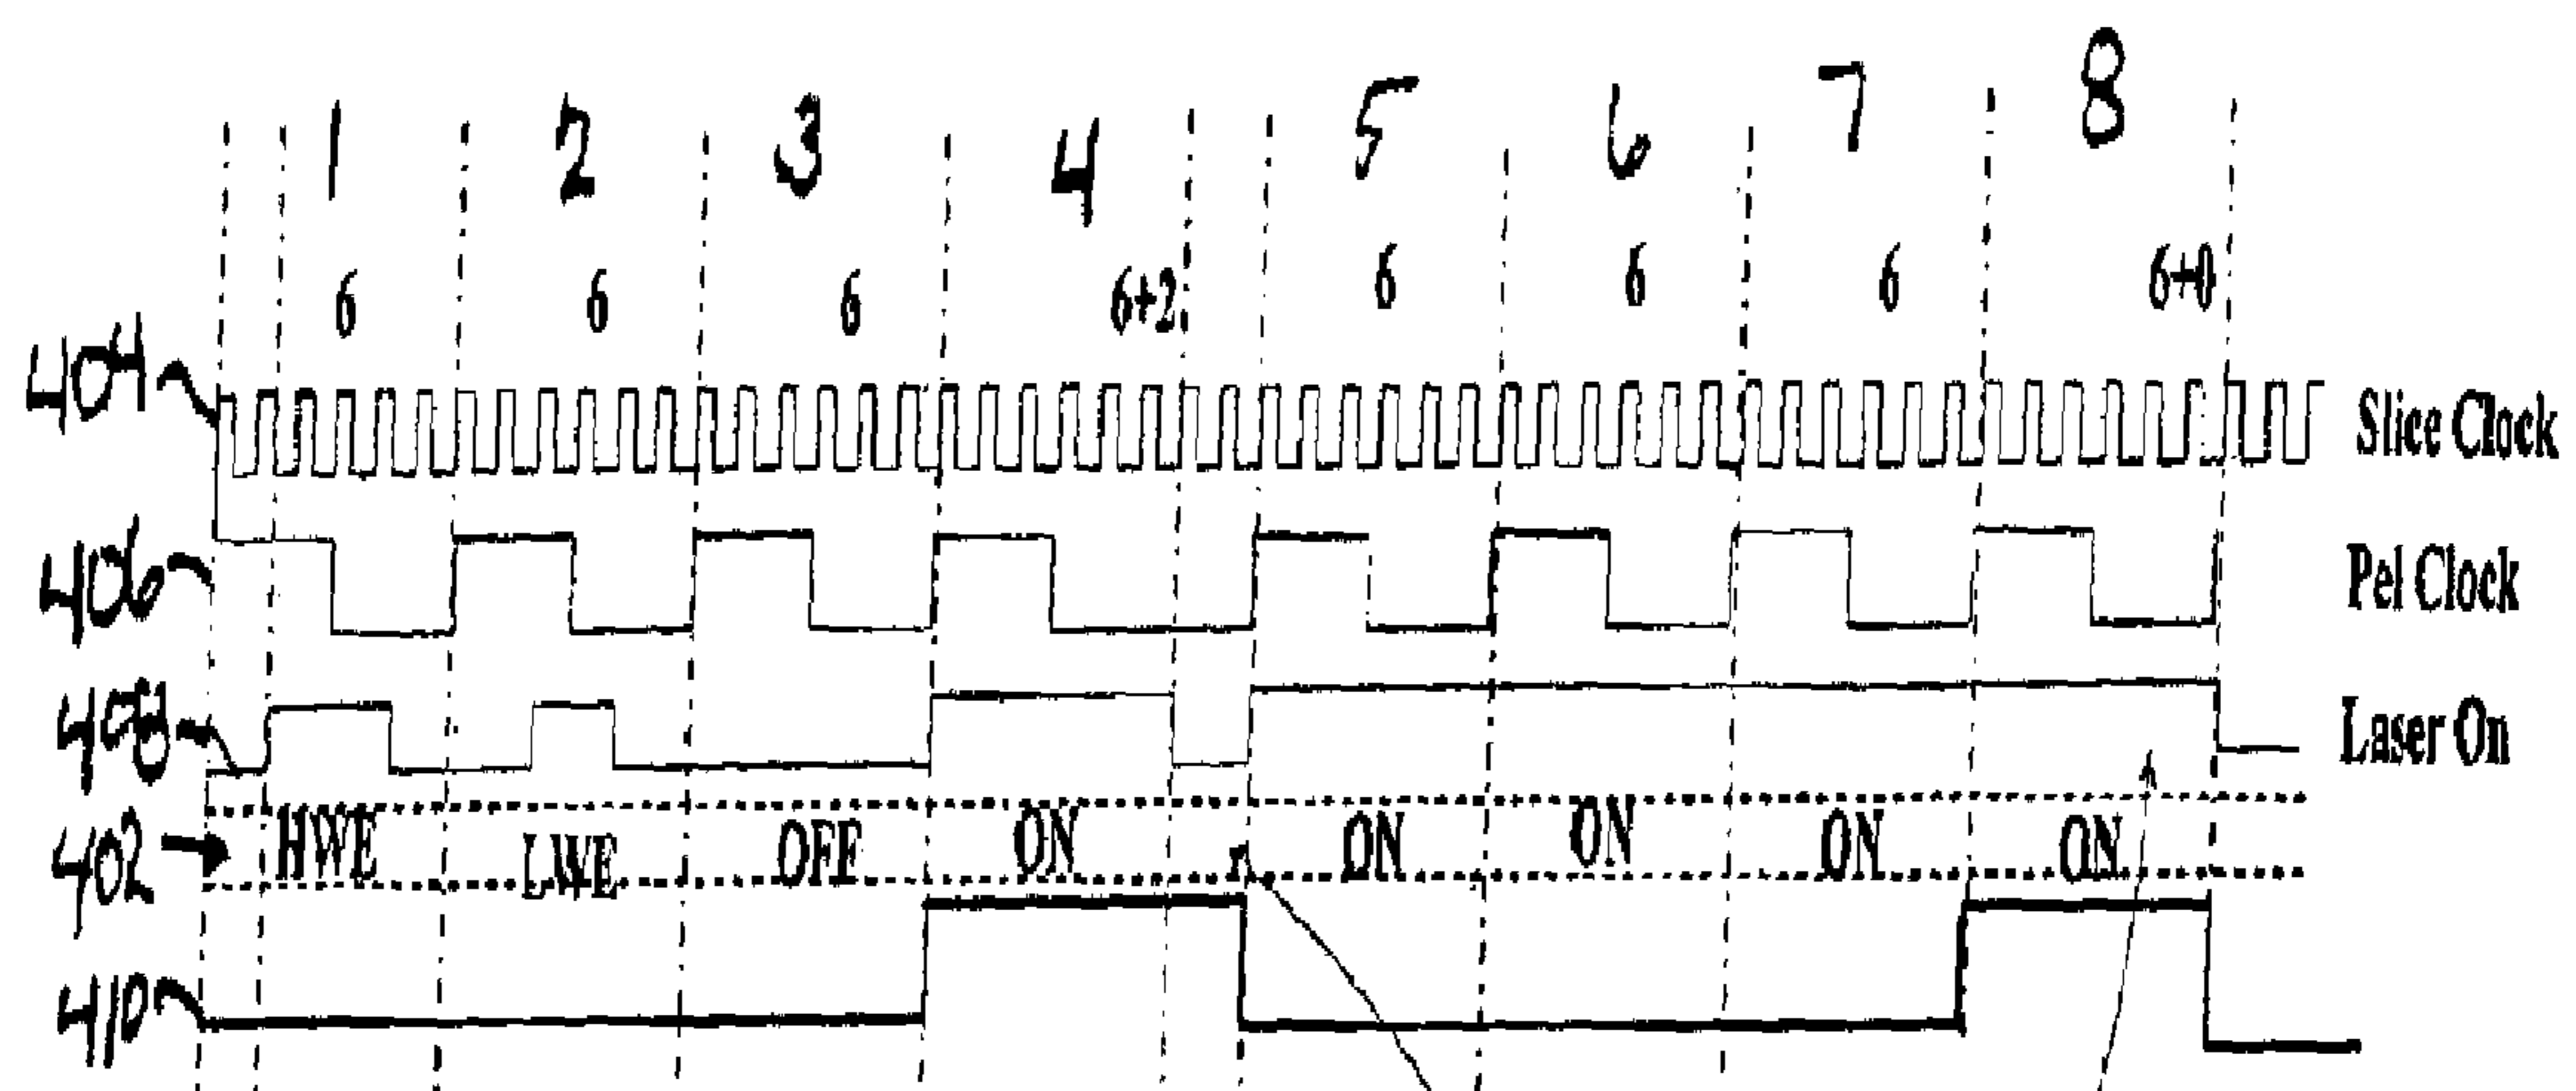 1 2 3 4 5 6 7 8
6 6 6 6+2 6 6 6 6+0
404 Slice Clock
406 Pel Clock
408 Laser On
402 HWE LWE OFF ON ON ON ON ON
410